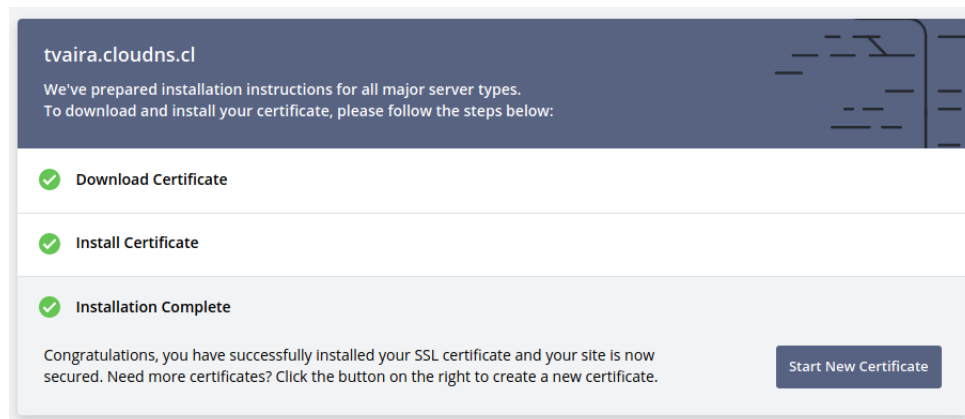 tvaira.cloudns.cl
We've prepared installation instructions for all major server types.
To download and install your certificate, please follow the steps below:
Download Certificate
Install Certificate
Installation Complete
Congratulations, you have successfully installed your SSL certificate and your site is now
secured. Need more certificates? Click the button on the right to create a new certificate.
Start New Certificate